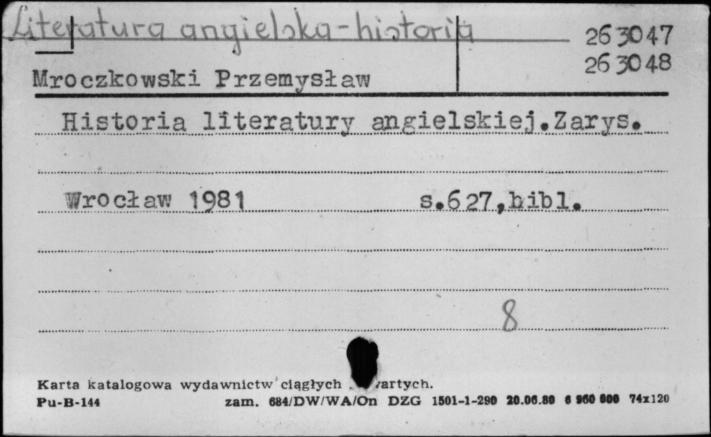 Literatura angielska-historia
263047
263048
Mroczkowski Przemysław
Historia literatury angielskiej.Zarys.
Wrocław 1981 s.627,bibl.
8
Karta katalogowa wydawnictw ciągłych
Pu-B-144 zam. 684/DW/WA/On DZG 1501-1-290 20.06.80 6 960 000 74x120